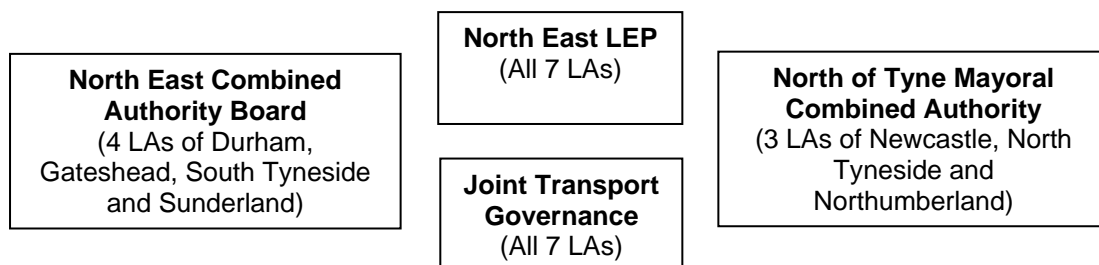 North East Combined
Authority Board
(4 LAs of Durham,
Gateshead, South Tyneside
and Sunderland)
North East LEP
(All 7 LAs)
Joint Transport
Governance
(All 7 LAs)
North of Tyne Mayoral
Combined Authority
(3 LAs of Newcastle, North
Tyneside and
Northumberland)